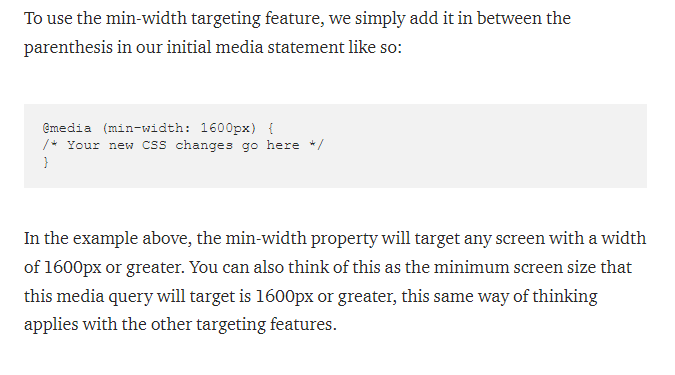 To use the min-width targeting feature, we simply add it in between the
parenthesis in our initial media statement like so:
@media (min-width: 1600px) {
/* Your new CSS changes go here */
}
In the example above, the min-width property will target any screen with a width
of 1600px or greater. You can also think of this as the minimum screen size that
this media query will target is 1600px or greater, this same way of thinking
applies with the other targeting features.